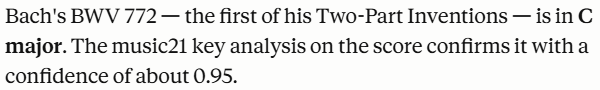 Bach's BWV 772 — the first of his Two-Part Inventions — is in C
major. The music21 key analysis on the score confirms it with a
confidence of about 0.95.